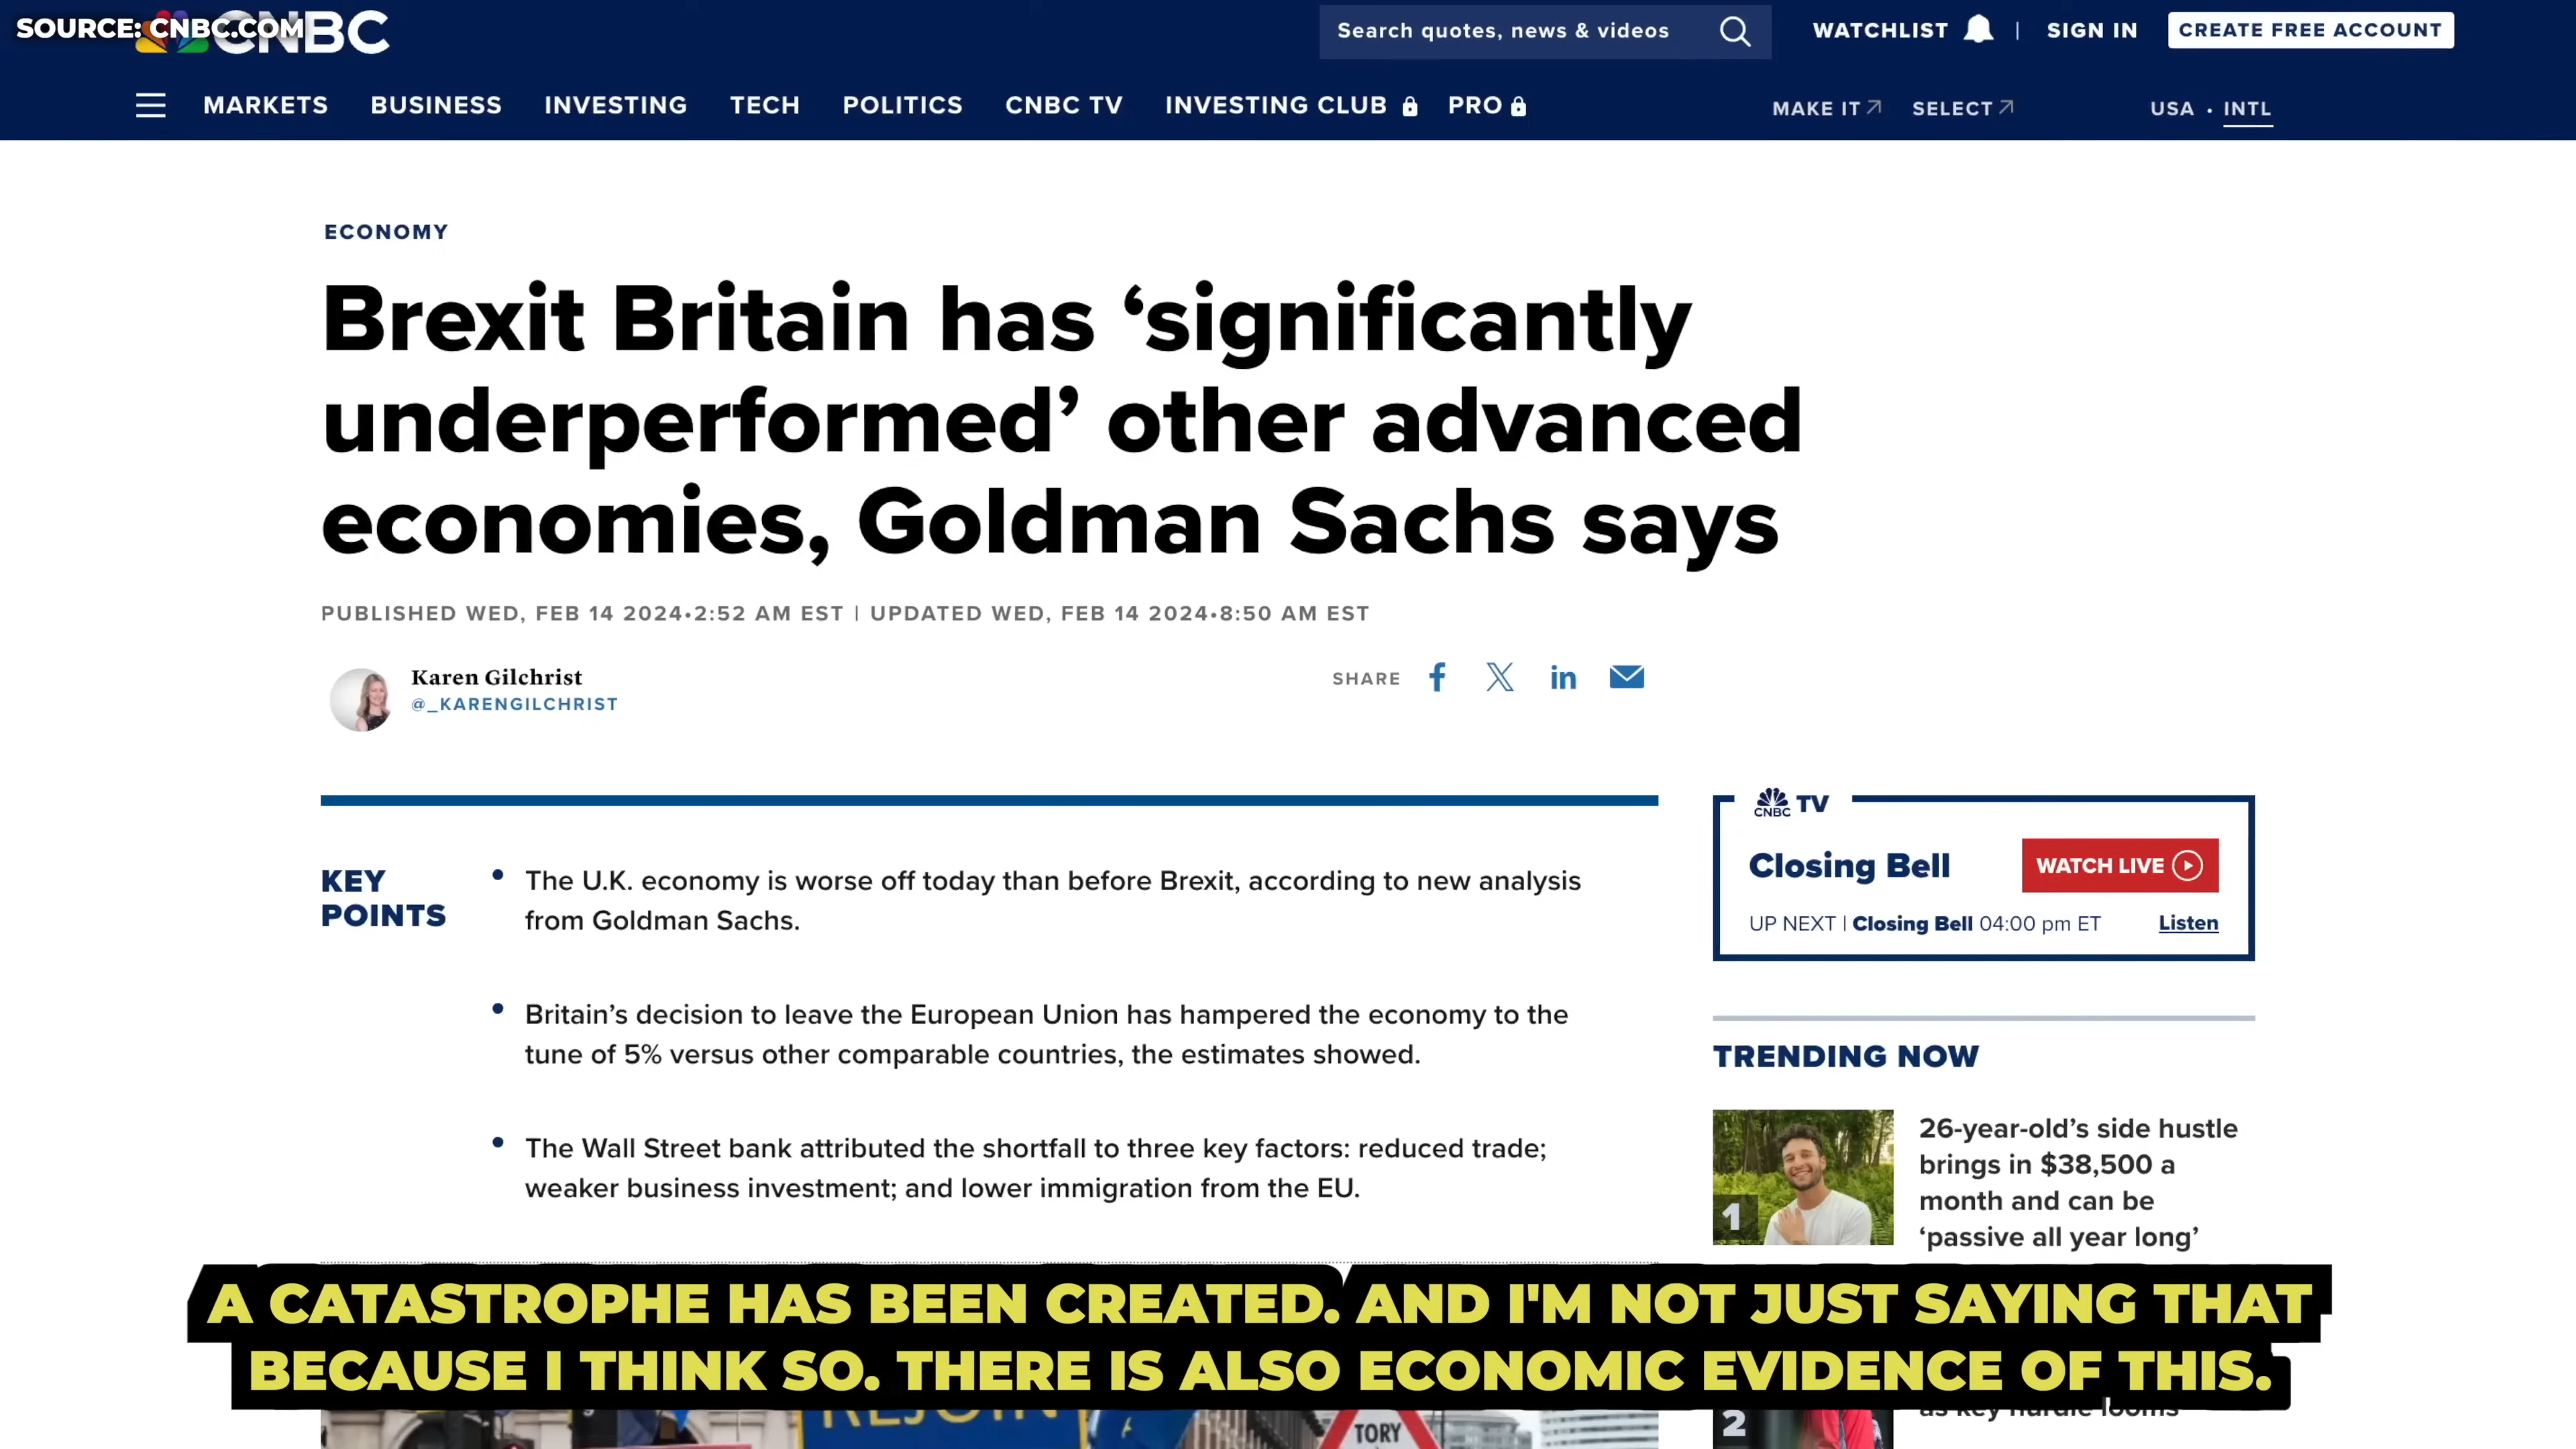 SOURCE: CNBC.COM
CNBC
Search quotes, news & videos
WATCHLIST | SIGN IN
CREATE FREE ACCOUNT
MARKETS BUSINESS INVESTING TECH POLITICS CNBC TV INVESTING CLUB PRO
MAKE IT SELECT
USA • INTL
ECONOMY
Brexit Britain has ‘significantly
underperformed’ other advanced
economies, Goldman Sachs says
PUBLISHED WED, FEB 14 2024•2:52 AM EST | UPDATED WED, FEB 14 2024•8:50 AM EST
Karen Gilchrist
@_KARENGILCHRIST
SHARE
KEY
POINTS
• The U.K. economy is worse off today than before Brexit, according to new analysis
from Goldman Sachs.
• Britain’s decision to leave the European Union has hampered the economy to the
tune of 5% versus other comparable countries, the estimates showed.
• The Wall Street bank attributed the shortfall to three key factors: reduced trade;
weaker business investment; and lower immigration from the EU.
CNBC TV
Closing Bell
WATCH LIVE
UP NEXT | Closing Bell 04:00 pm ET
Listen
TRENDING NOW
1
26-year-old’s side hustle
brings in $38,500 a
month and can be
‘passive all year long’
2
as key hurdle looms
A CATASTROPHE HAS BEEN CREATED. AND I'M NOT JUST SAYING THAT
BECAUSE I THINK SO. THERE IS ALSO ECONOMIC EVIDENCE OF THIS.
REJOIN
TORY